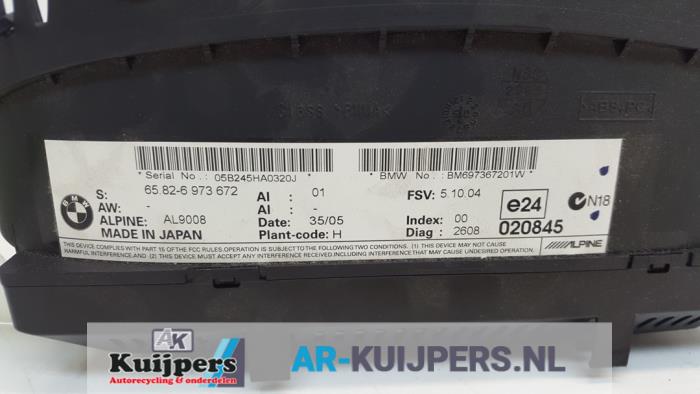 >ABS/PC<
* Serial No. : 05B245HA0320J *
* BMW No. : BM697367201W *
BMW
S: 65.82-6 973 672
AI : 01
FSV: 5.10.04
e24
N18
AW: -
AI : -
ALPINE: AL9008
Date: 35/05
Index: 00
020845
MADE IN JAPAN
Plant-code: H
Diag : 2608
ALPINE
THIS DEVICE COMPLIES WITH PART 15 OF THE FCC RULES. OPERATION IS SUBJECT TO THE FOLLOWING TWO CONDITIONS. (1) THIS DEVICE MAY NOT CAUSE
HARMFUL INTERFERENCE, AND (2) THIS DEVICE MUST ACCEPT ANY INTERFERENCE RECEIVED, INCLUDING INTERFERENCE THAT MAY CAUSE UNDESIRED OPERATION.
AK
Kuijpers
Autorecycling & onderdelen
AR-KUIJPERS.NL